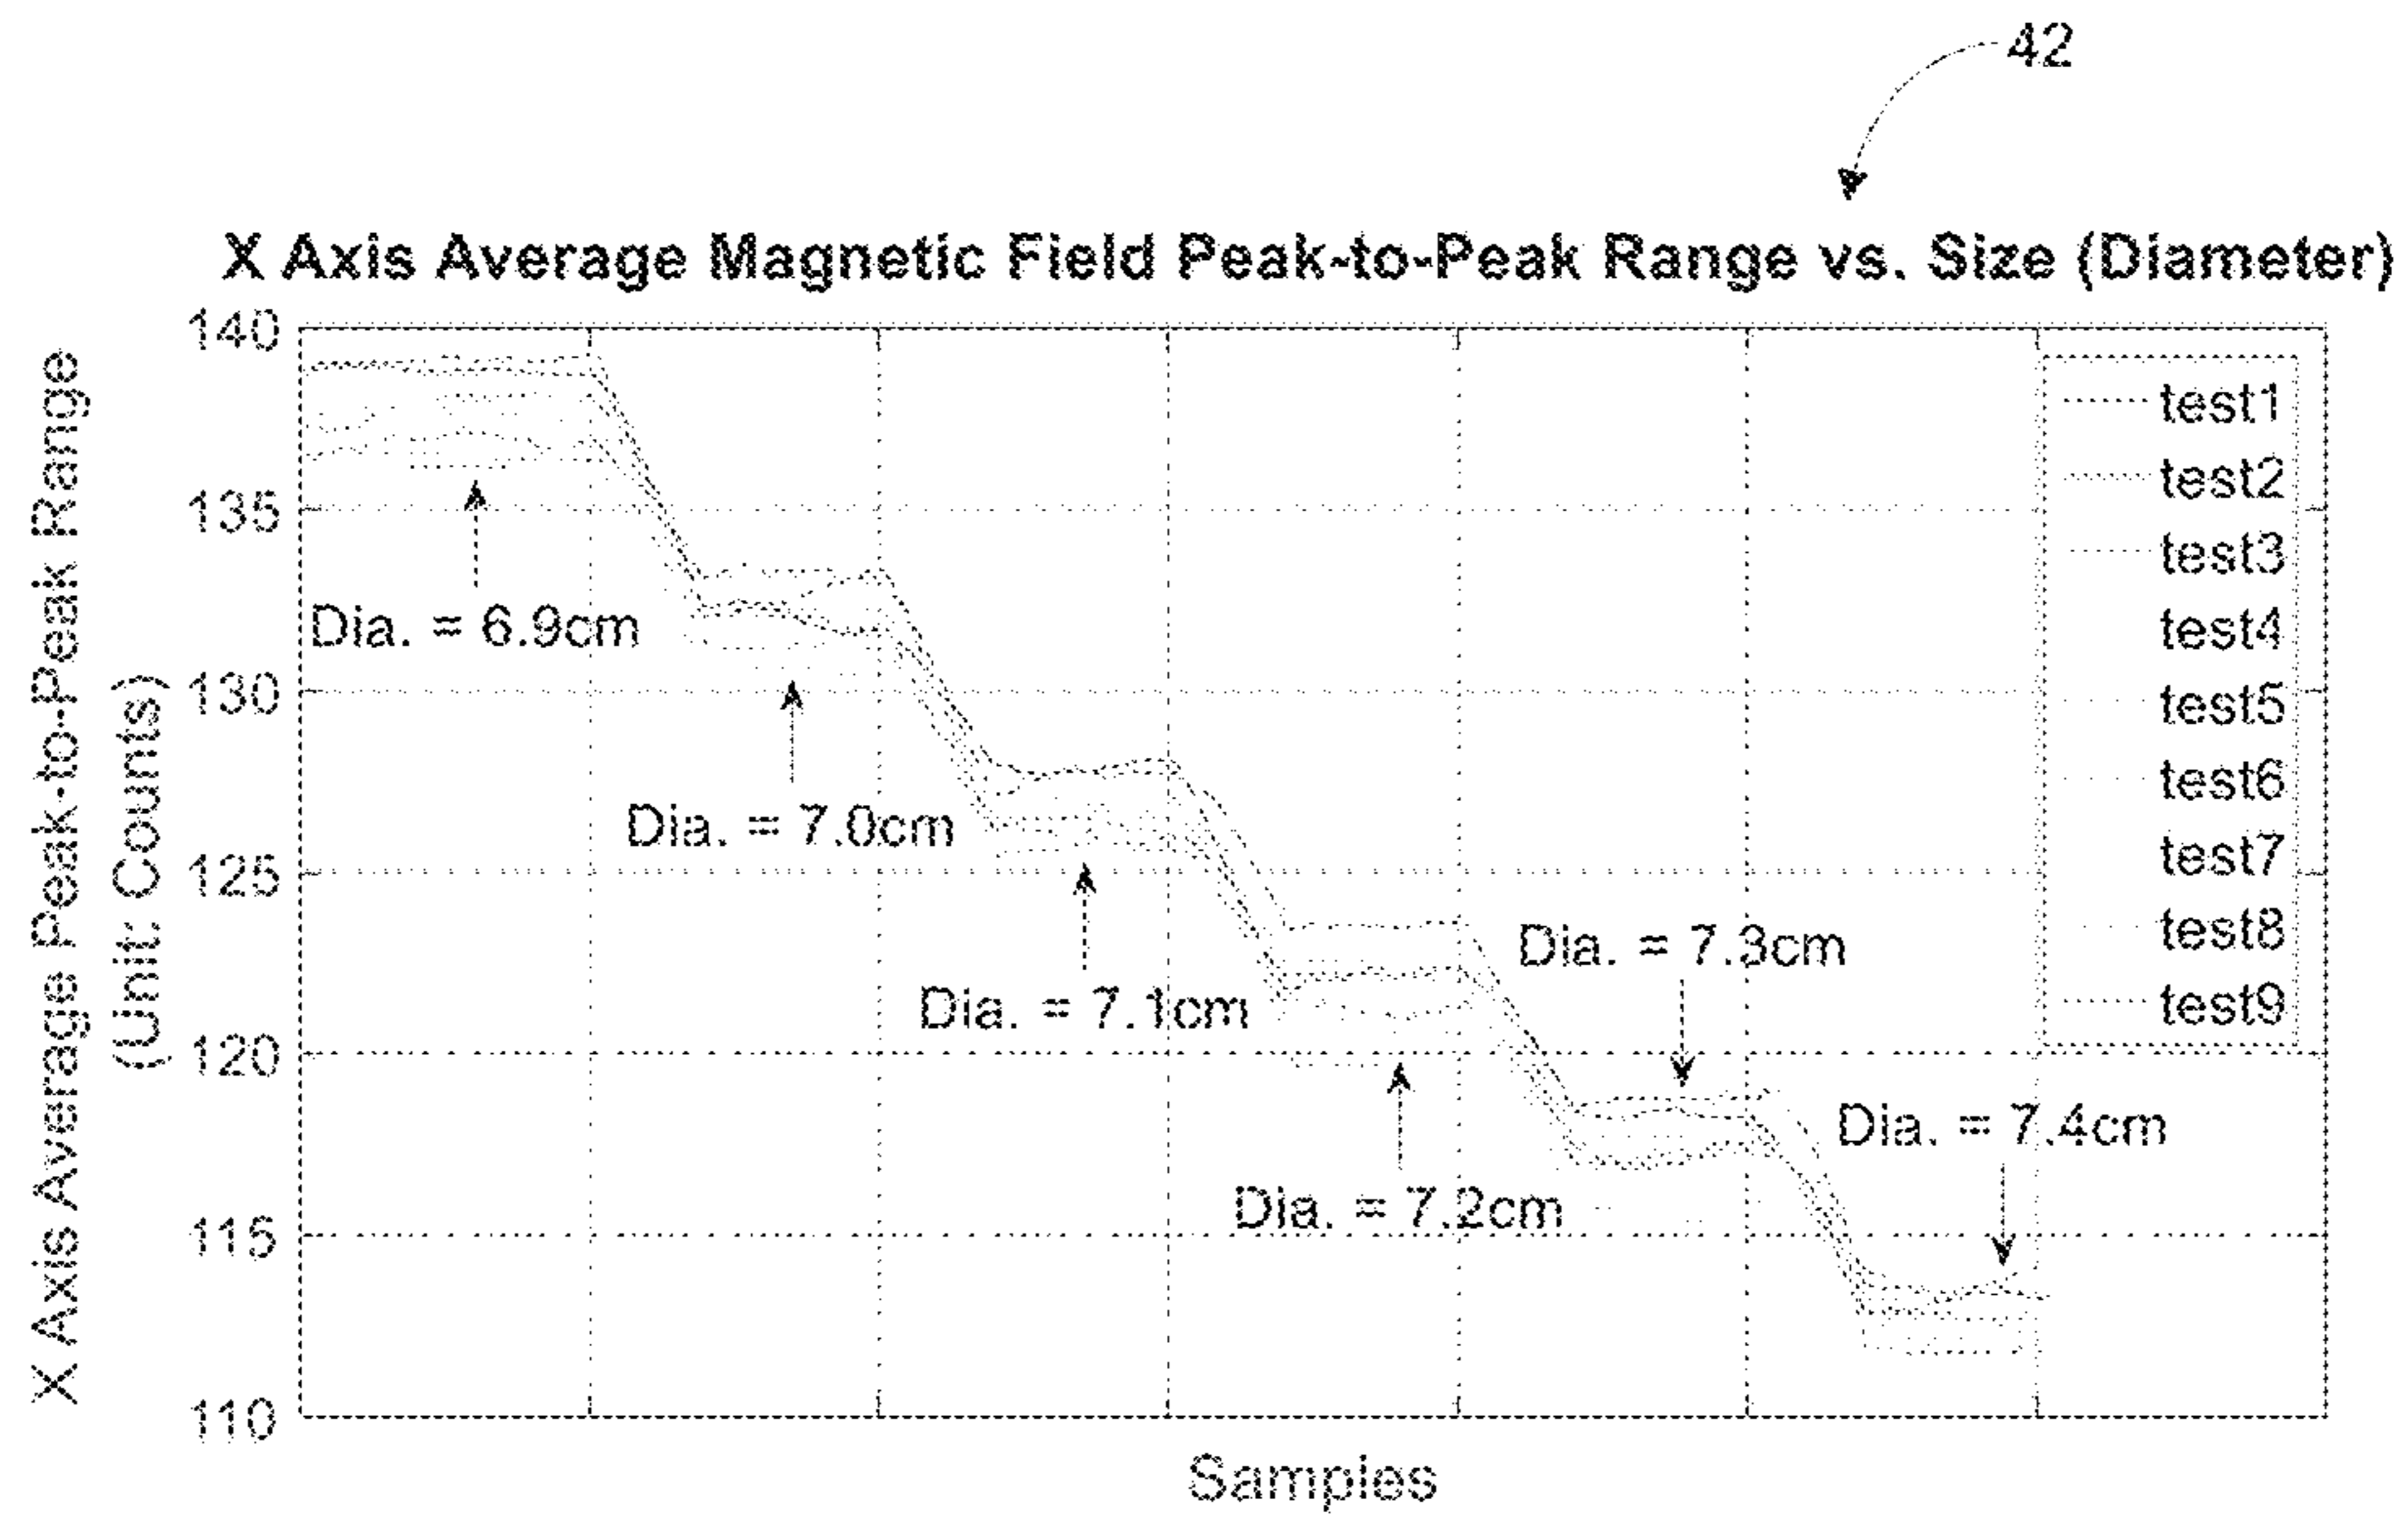 42
X Axis Average Magnetic Field Peak-to-Peak Range vs. Size (Diameter)
X Axis Average Peak-to-Peak Range
(Unit: Counts)
140
135
130
125
120
115
110
Dia. = 6.9cm
Dia. = 7.0cm
Dia. = 7.1cm
Dia. = 7.2cm
Dia. = 7.3cm
Dia. = 7.4cm
test1
test2
test3
test4
test5
test6
test7
test8
test9
Samples